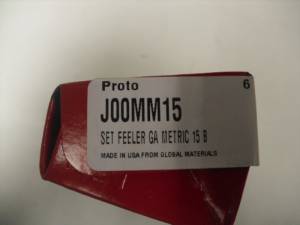 Proto 6
J00MM15
SET FEELER GA METRIC 15 B
MADE IN USA FROM GLOBAL MATERIALS